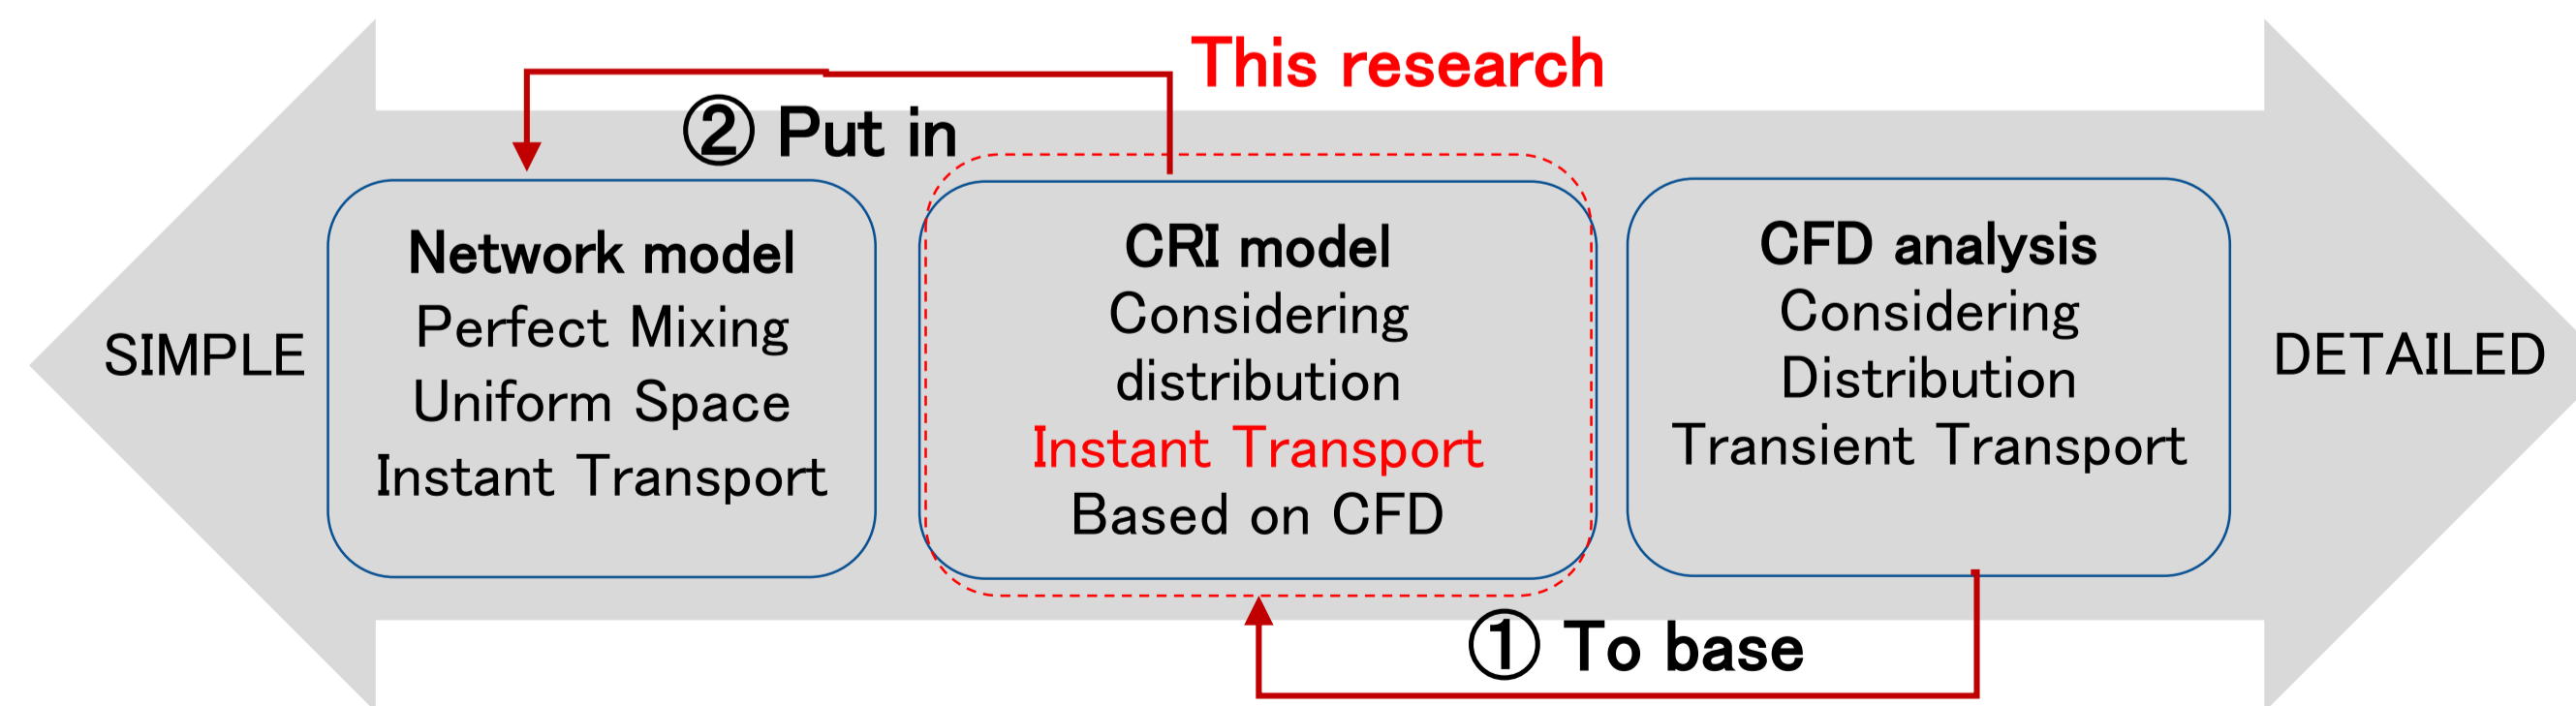 This research
② Put in
SIMPLE
Network model
Perfect Mixing
Uniform Space
Instant Transport
CRI model
Considering
distribution
Instant Transport
Based on CFD
CFD analysis
Considering
Distribution
Transient Transport
DETAILED
① To base